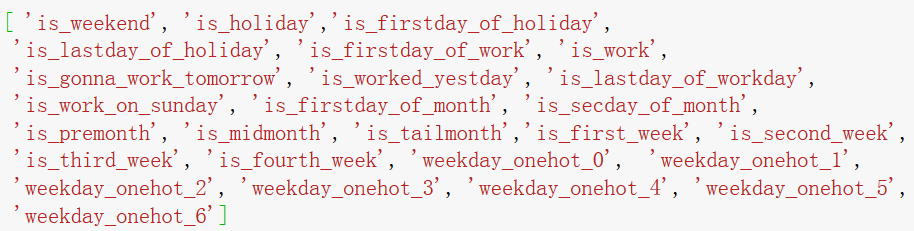 [ 'is_weekend', 'is_holiday','is_firstday_of_holiday',
'is_lastday_of_holiday', 'is_firstday_of_work', 'is_work',
'is_gonna_work_tomorrow', 'is_worked_yestday', 'is_lastday_of_workday',
'is_work_on_sunday', 'is_firstday_of_month', 'is_secday_of_month',
'is_premonth', 'is_midmonth', 'is_tailmonth','is_first_week', 'is_second_week',
'is_third_week', 'is_fourth_week', 'weekday_onehot_0',  'weekday_onehot_1',
'weekday_onehot_2', 'weekday_onehot_3', 'weekday_onehot_4', 'weekday_onehot_5',
'weekday_onehot_6']